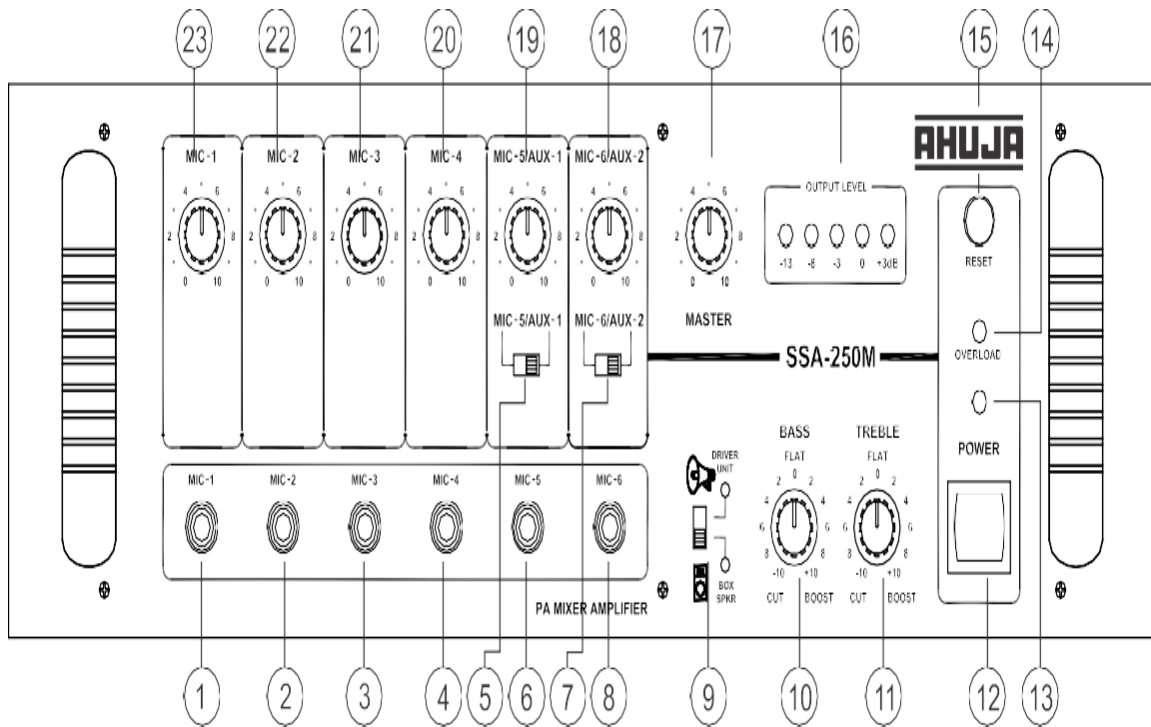 23 22 21 20 19 18 17 16 15 14
AHUJA
MIC-1 MIC-2 MIC-3 MIC-4 MIC-5/AUX-1 MIC-6/AUX-2
4 6 4 6 4 6 4 6 4 6 4 6 4 6
OUTPUT LEVEL
2 8 2 8 2 8 2 8 2 8 2 8 2 8
-13 -8 -3 0 +3dB
RESET
0 10 0 10 0 10 0 10 0 10 0 10 0 10
MIC-5/AUX-1 MIC-6/AUX-2 MASTER
OVERLOAD
SSA-250M
BASS TREBLE
POWER
FLAT FLAT
DRIVER
UNIT
0 0
2 2 2 2
4 4 4 4
6 6 6 6
8 8 8 8
-10 +10 -10 +10
CUT BOOST CUT BOOST
MIC-1 MIC-2 MIC-3 MIC-4 MIC-5 MIC-6
BOX
SPKR
PA MIXER AMPLIFIER
1 2 3 4 5 6 7 8 9 10 11 12 13